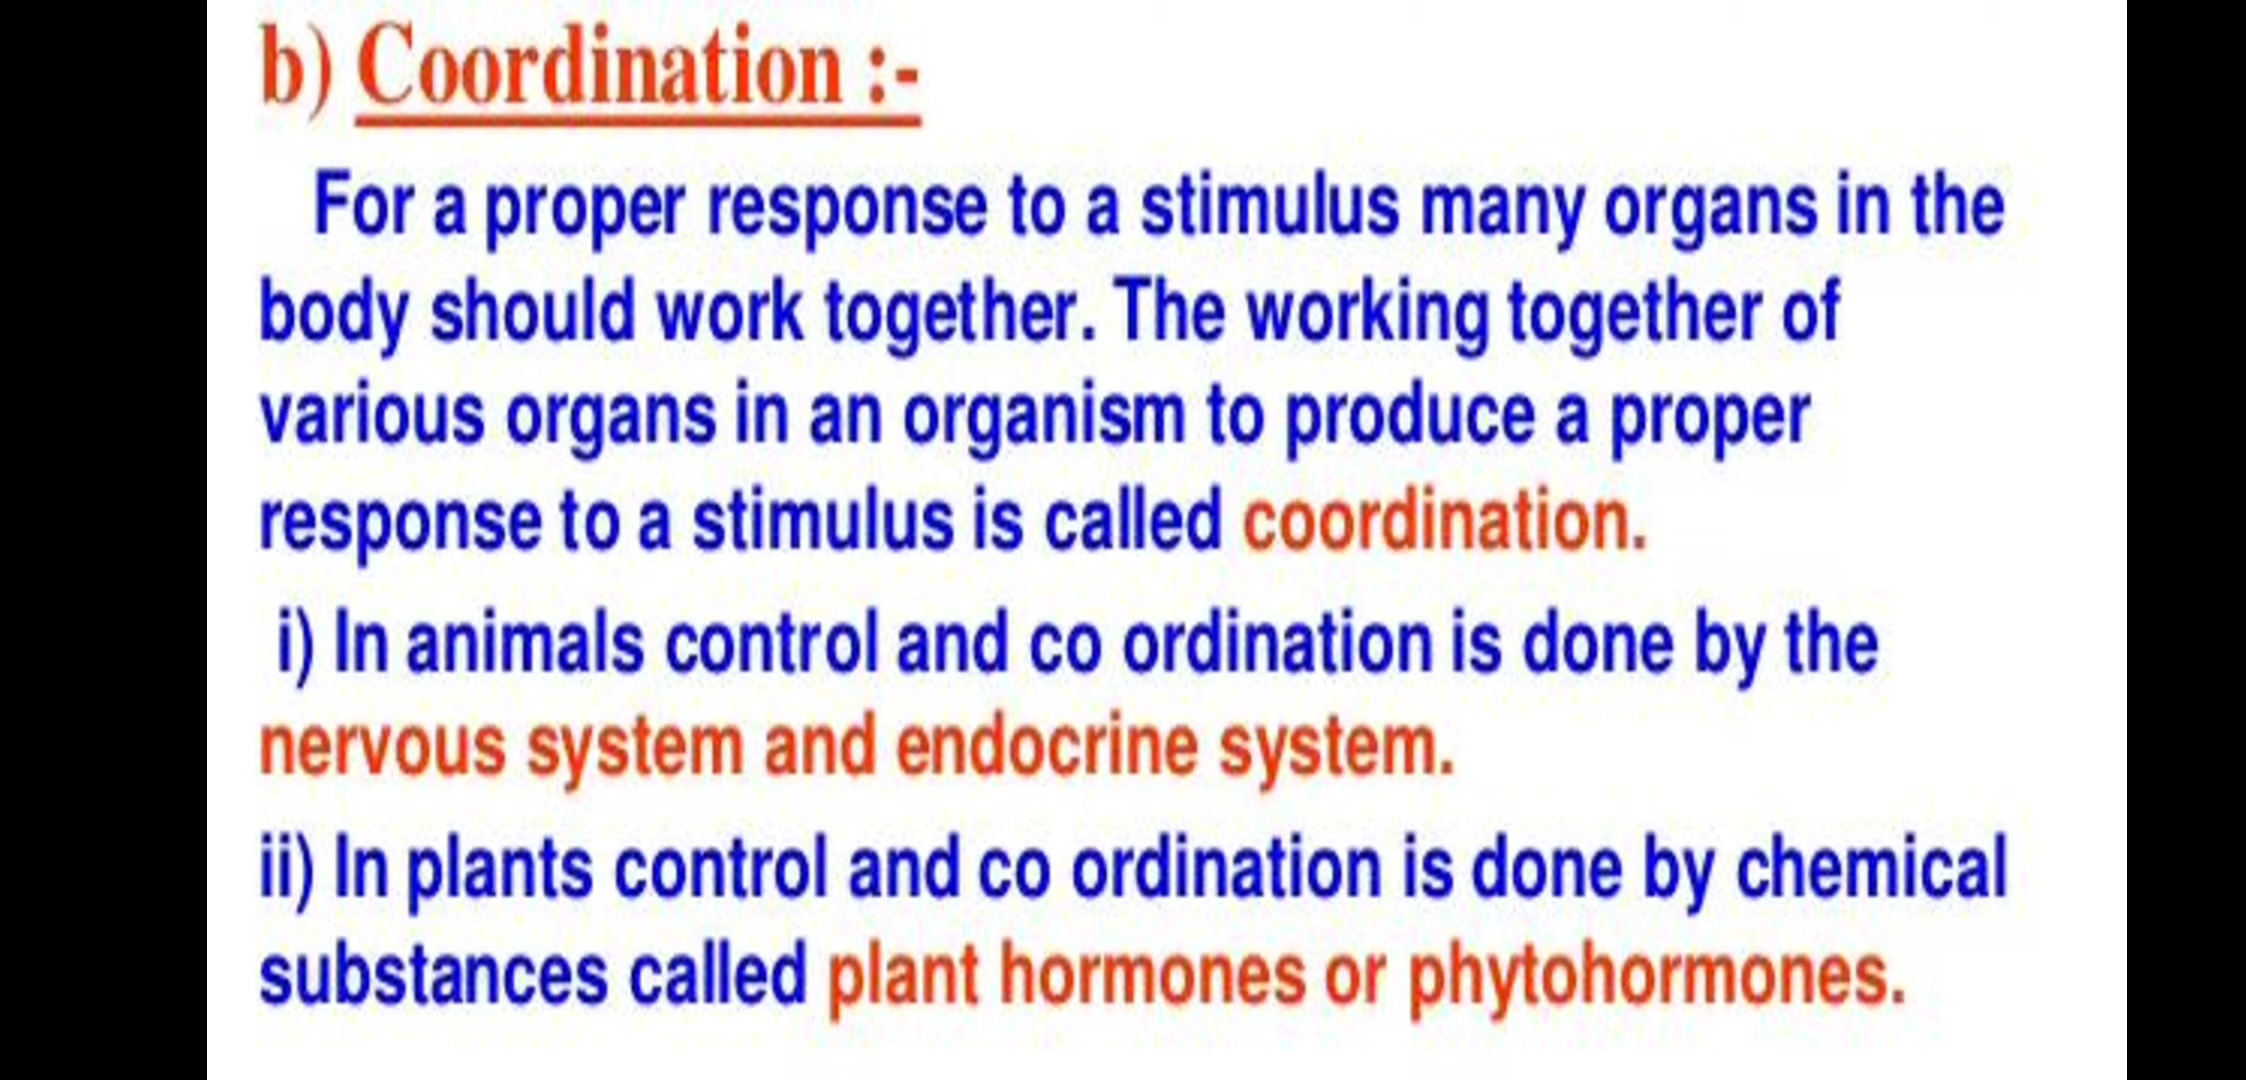 b) Coordination :-
For a proper response to a stimulus many organs in the
body should work together. The working together of
various organs in an organism to produce a proper
response to a stimulus is called coordination.
i) In animals control and co ordination is done by the
nervous system and endocrine system.
ii) In plants control and co ordination is done by chemical
substances called plant hormones or phytohormones.